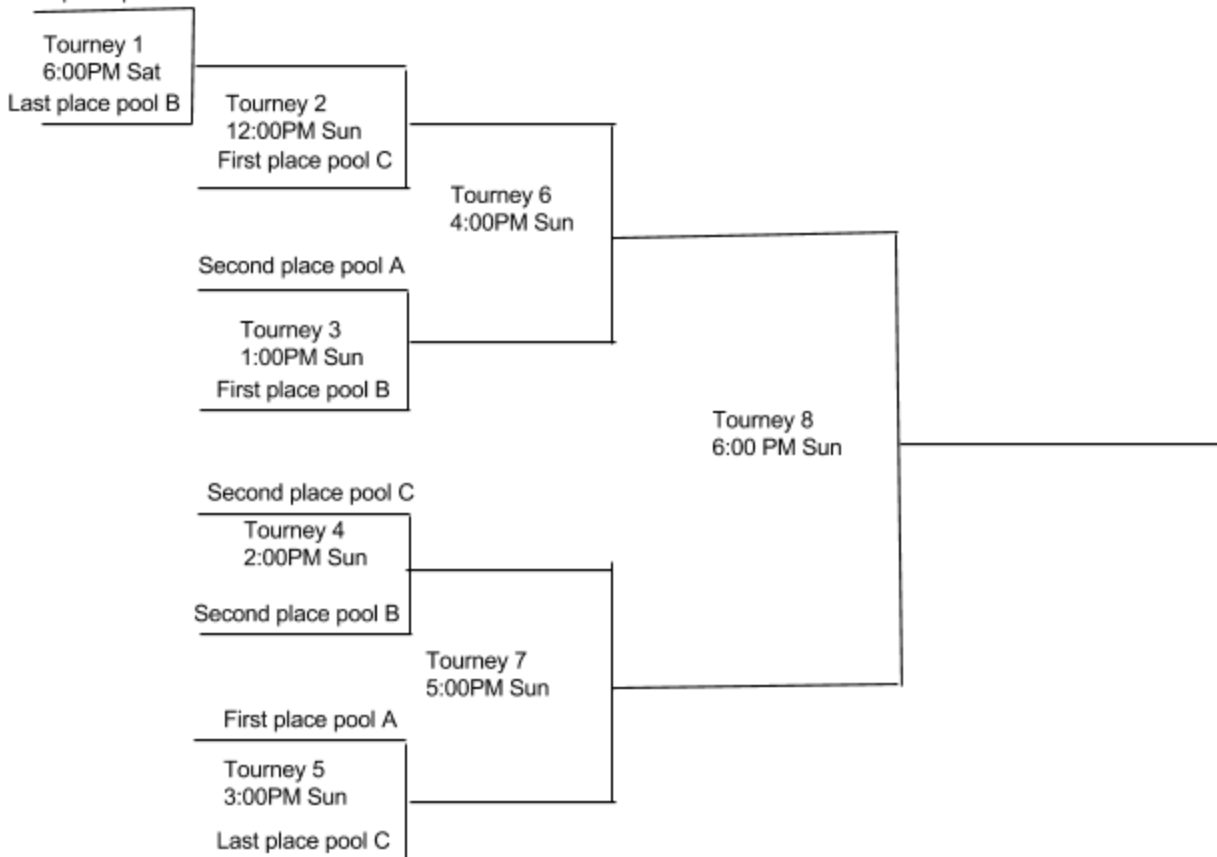 Tourney 1
6:00PM Sat
Last place pool B
Tourney 2
12:00PM Sun
First place pool C
Tourney 6
4:00PM Sun
Second place pool A
Tourney 3
1:00PM Sun
First place pool B
Tourney 8
6:00 PM Sun
Second place pool C
Tourney 4
2:00PM Sun
Second place pool B
Tourney 7
5:00PM Sun
First place pool A
Tourney 5
3:00PM Sun
Last place pool C